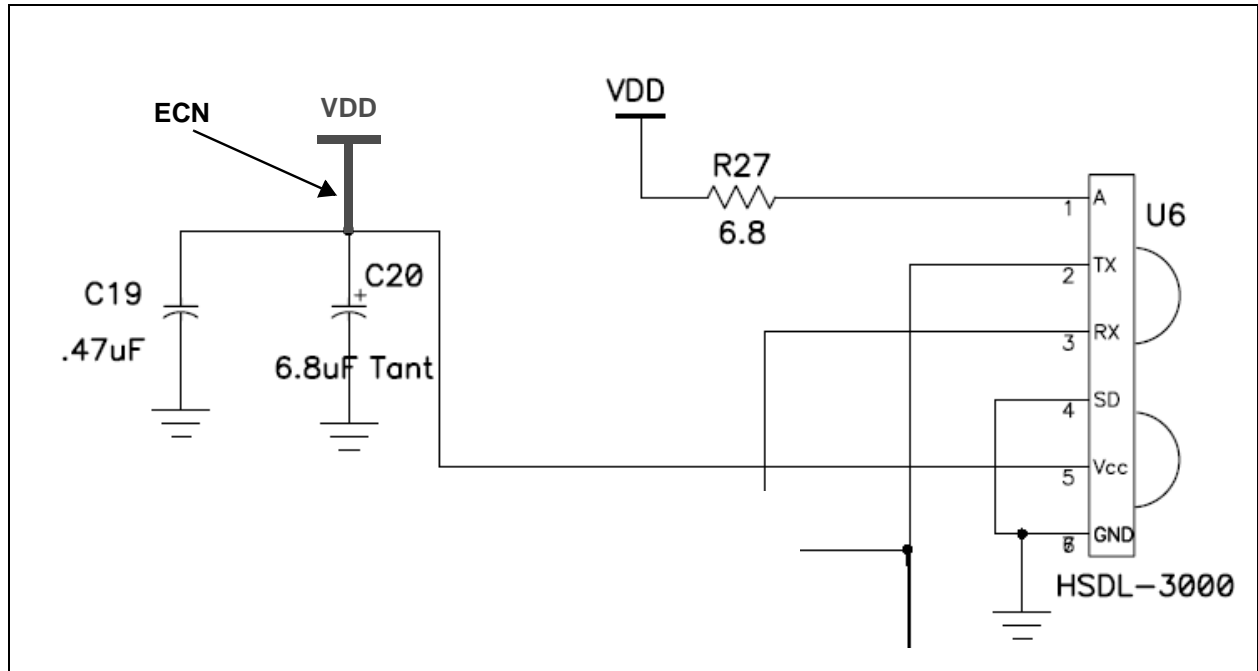 ECN
VDD
VDD
R27
6.8
C19
.47uF
C20
+
6.8uF Tant
U6
1 A
2 TX
3 RX
4 SD
5 Vcc
GND
HSDL-3000